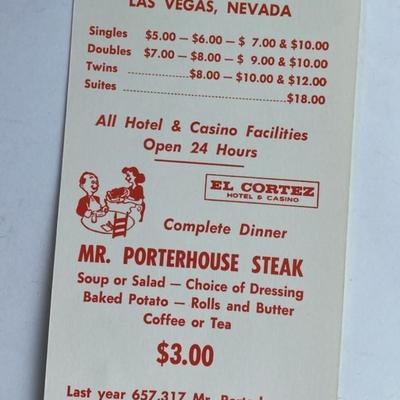 LAS VEGAS, NEVADA
Singles $5.00 — $6.00 — $ 7.00 & $10.00
Doubles $7.00 — $8.00 — $ 9.00 & $10.00
Twins ........................$8.00 — $10.00 & $12.00
Suites ..................................................$18.00
All Hotel & Casino Facilities
Open 24 Hours
EL CORTEZ
HOTEL & CASINO
Complete Dinner
MR. PORTERHOUSE STEAK
Soup or Salad — Choice of Dressing
Baked Potato — Rolls and Butter
Coffee or Tea
$3.00
Last year 657,317 Mr.